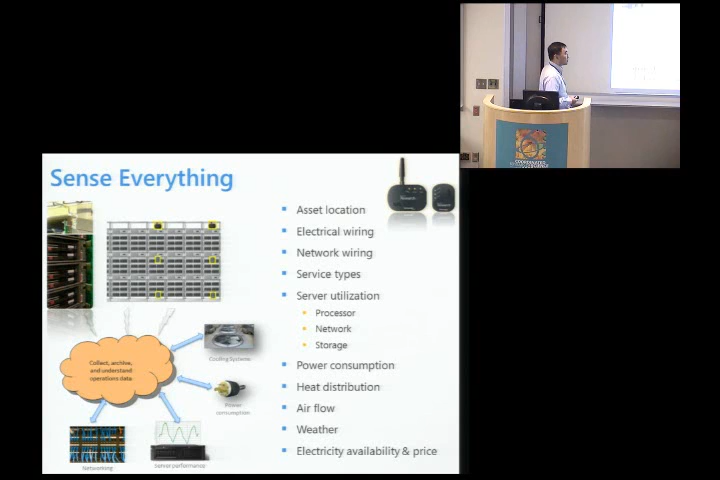 Sense Everything
Asset location
Electrical wiring
Network wiring
Service types
Server utilization
Processor
Network
Storage
Power consumption
Heat distribution
Air flow
Weather
Electricity availability & price
Collect, archive,
and understand
operations data
Cooling Systems
Power
consumption
Networking
Server performance
COORDINATED